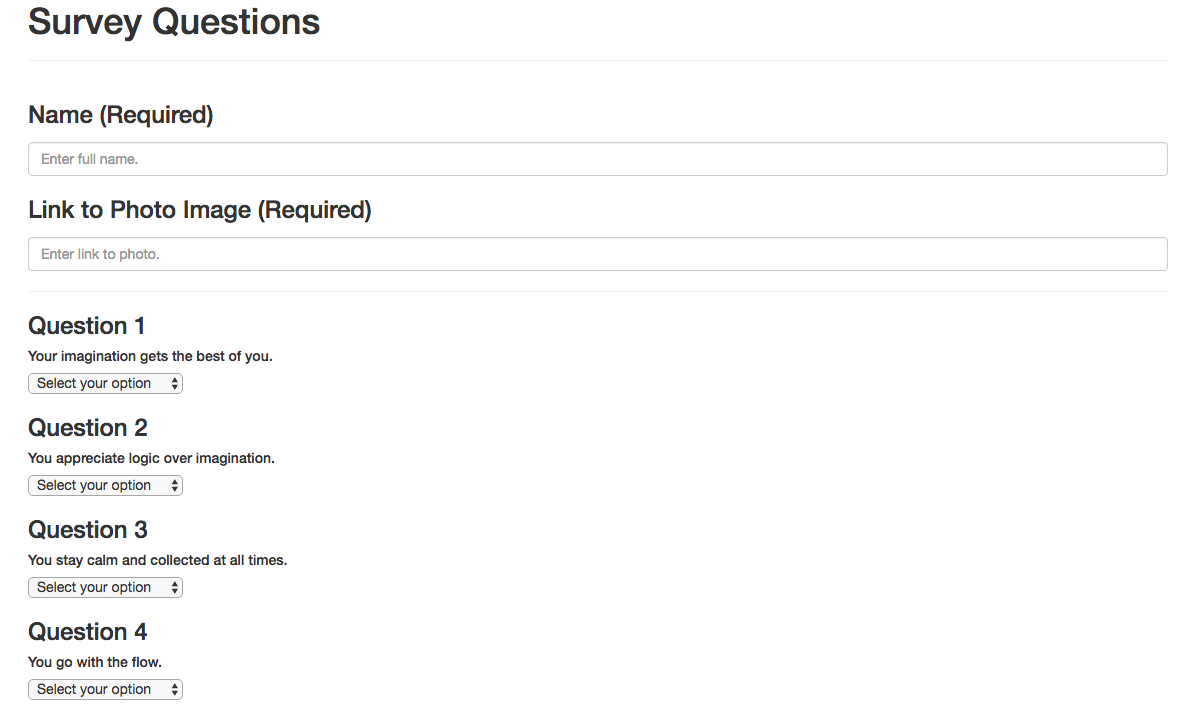 Survey Questions
Name (Required)
Enter full name.
Link to Photo Image (Required)
Enter link to photo.
Question 1
Your imagination gets the best of you.
Select your option
Question 2
You appreciate logic over imagination.
Select your option
Question 3
You stay calm and collected at all times.
Select your option
Question 4
You go with the flow.
Select your option